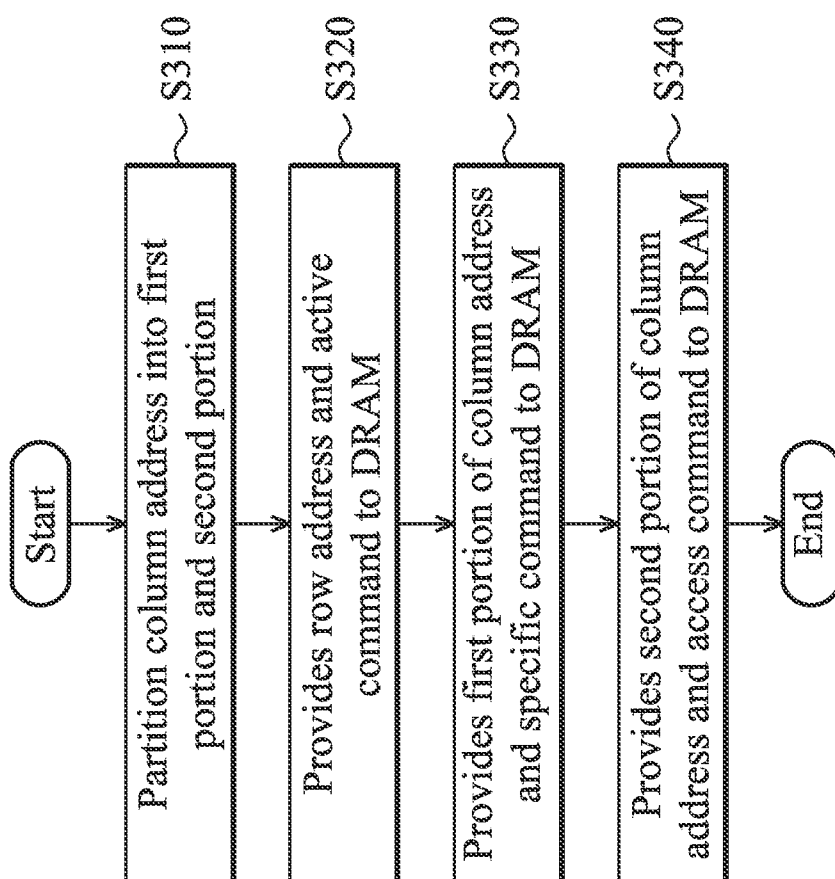 Start
Partition column address into first
portion and second portion
S310
Provides row address and active
command to DRAM
S320
Provides first portion of column address
and specific command to DRAM
S330
Provides second portion of column
address and access command to DRAM
S340
End